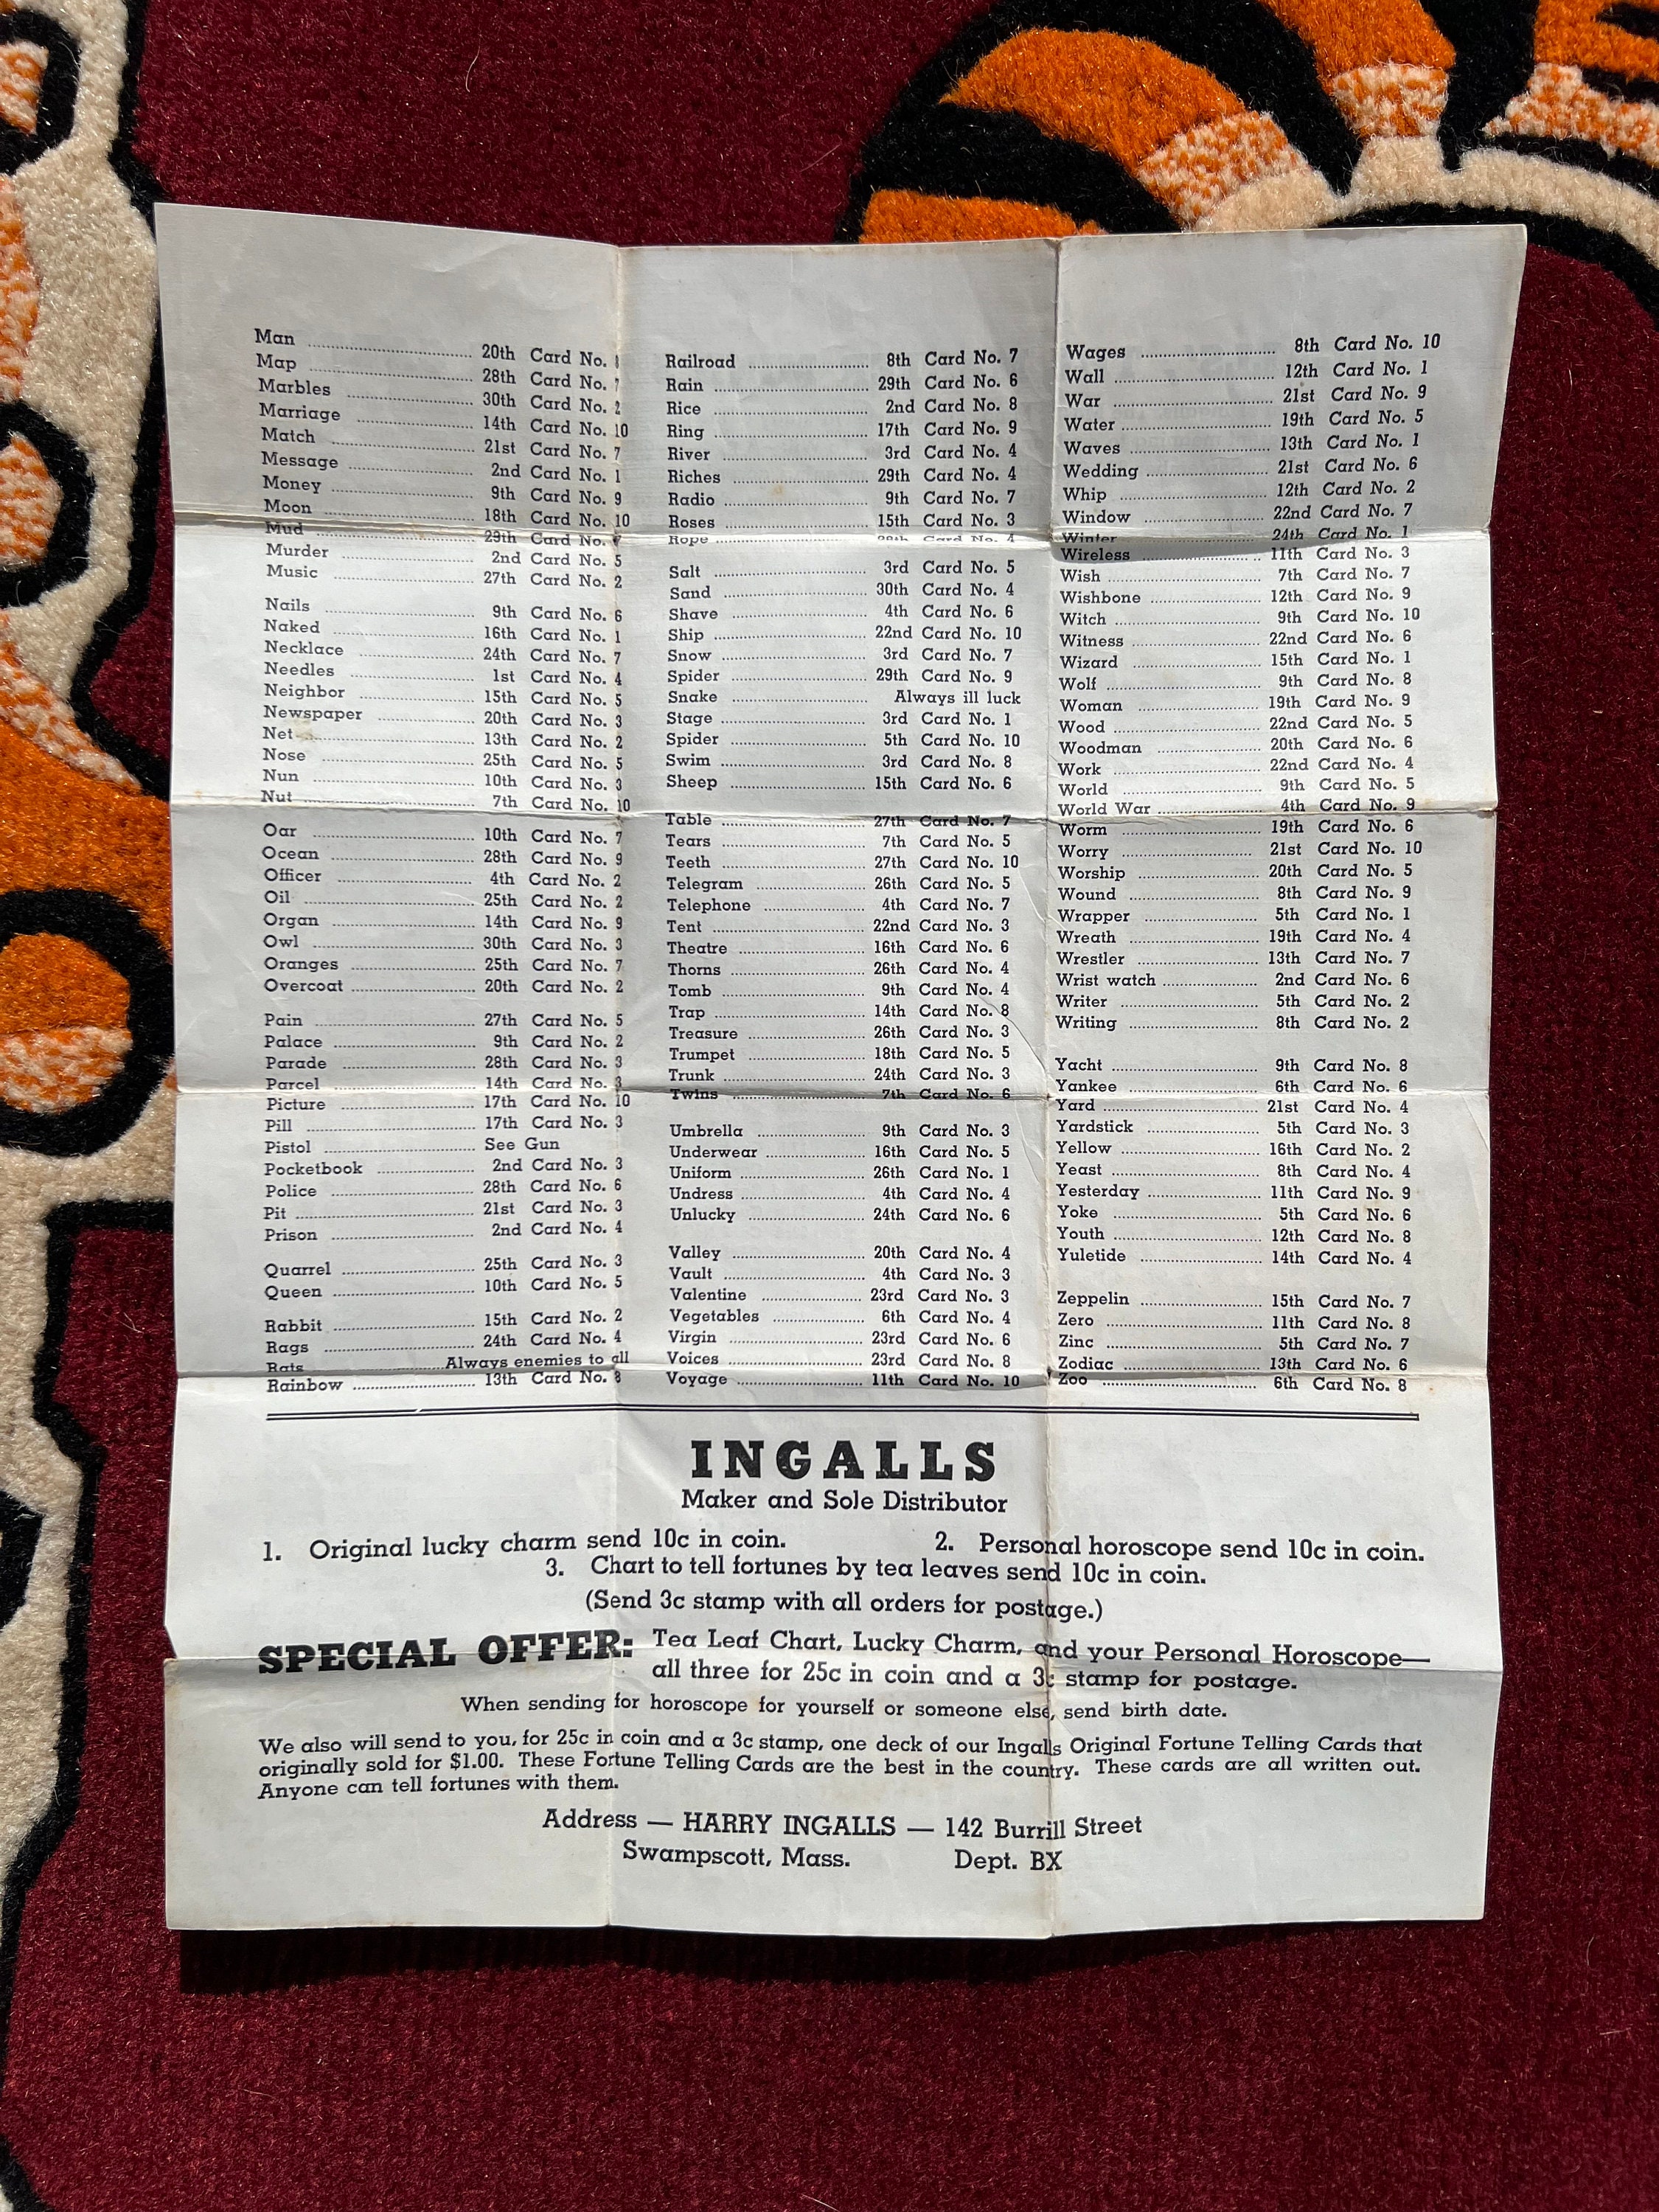 Man ........ 20th Card No.
Map ........ 28th Card No.
Marbles ........ 30th Card No. 2
Marriage ........ 14th Card No. 10
Match ........ 21st Card No. 7
Message ........ 2nd Card No. 1
Money ........ 9th Card No. 9
Moon ........ 18th Card No. 10
Mud ........ 29th Card No.
Murder ........ 2nd Card No. 5
Music ........ 27th Card No. 2
Nails ........ 9th Card No. 6
Naked ........ 16th Card No. 1
Necklace ........ 24th Card No. 7
Needles ........ 1st Card No. 4
Neighbor ........ 15th Card No. 5
Newspaper ........ 20th Card No. 3
Net ........ 13th Card No. 2
Nose ........ 25th Card No. 5
Nun ........ 10th Card No. 3
Nut ........ 7th Card No. 10
Oar ........ 10th Card No. 7
Ocean ........ 28th Card No. 9
Officer ........ 4th Card No. 2
Oil ........ 25th Card No. 2
Organ ........ 14th Card No. 9
Owl ........ 30th Card No. 3
Oranges ........ 25th Card No. 7
Overcoat ........ 20th Card No. 2
Pain ........ 27th Card No. 5
Palace ........ 9th Card No. 2
Parade ........ 28th Card No. 3
Parcel ........ 14th Card No. 3
Picture ........ 17th Card No. 10
Pill ........ 17th Card No. 3
Pistol ........ See Gun
Pocketbook ........ 2nd Card No. 3
Police ........ 28th Card No. 6
Pit ........ 21st Card No. 3
Prison ........ 2nd Card No. 4
Quarrel ........ 25th Card No. 3
Queen ........ 10th Card No. 5
Rabbit ........ 15th Card No. 2
Rags ........ 24th Card No. 4
Rats ........ Always enemies to all
Rainbow ........ 13th Card No. 8
Railroad ........ 8th Card No. 7
Rain ........ 29th Card No. 6
Rice ........ 2nd Card No. 8
Ring ........ 17th Card No. 9
River ........ 3rd Card No. 4
Riches ........ 29th Card No. 4
Radio ........ 9th Card No. 7
Roses ........ 15th Card No. 3
Rope ........ Card No. 4
Salt ........ 3rd Card No. 5
Sand ........ 30th Card No. 4
Shave ........ 4th Card No. 6
Ship ........ 22nd Card No. 10
Snow ........ 3rd Card No. 7
Spider ........ 29th Card No. 9
Snake ........ Always ill luck
Stage ........ 3rd Card No. 1
Spider ........ 5th Card No. 10
Swim ........ 3rd Card No. 8
Sheep ........ 15th Card No. 6
Table ........ 27th Card No. 7
Tears ........ 7th Card No. 5
Teeth ........ 27th Card No. 10
Telegram ........ 26th Card No. 5
Telephone ........ 4th Card No. 7
Tent ........ 22nd Card No. 3
Theatre ........ 16th Card No. 6
Thorns ........ 26th Card No. 4
Tomb ........ 9th Card No. 4
Trap ........ 14th Card No. 8
Treasure ........ 26th Card No. 3
Trumpet ........ 18th Card No. 5
Trunk ........ 24th Card No. 3
Twins ........ 7th Card No. 6
Umbrella ........ 9th Card No. 3
Underwear ........ 16th Card No. 5
Uniform ........ 26th Card No. 1
Undress ........ 4th Card No. 4
Unlucky ........ 24th Card No. 6
Valley ........ 20th Card No. 4
Vault ........ 4th Card No. 3
Valentine ........ 23rd Card No. 3
Vegetables ........ 6th Card No. 4
Virgin ........ 23rd Card No. 6
Voices ........ 23rd Card No. 8
Voyage ........ 11th Card No. 10
Wages ........ 8th Card No. 10
Wall ........ 12th Card No. 1
War ........ 21st Card No. 9
Water ........ 19th Card No. 5
Waves ........ 13th Card No. 1
Wedding ........ 21st Card No. 6
Whip ........ 12th Card No. 2
Window ........ 22nd Card No. 7
Winter ........ 24th Card No. 1
Wireless ........ 11th Card No. 3
Wish ........ 7th Card No. 7
Wishbone ........ 12th Card No. 9
Witch ........ 9th Card No. 10
Witness ........ 22nd Card No. 6
Wizard ........ 15th Card No. 1
Wolf ........ 9th Card No. 8
Woman ........ 19th Card No. 9
Wood ........ 22nd Card No. 5
Woodman ........ 20th Card No. 6
Work ........ 22nd Card No. 4
World ........ 9th Card No. 5
World War ........ 4th Card No. 9
Worm ........ 19th Card No. 6
Worry ........ 21st Card No. 10
Worship ........ 20th Card No. 5
Wound ........ 8th Card No. 9
Wrapper ........ 5th Card No. 1
Wreath ........ 19th Card No. 4
Wrestler ........ 13th Card No. 7
Wrist watch ........ 2nd Card No. 6
Writer ........ 5th Card No. 2
Writing ........ 8th Card No. 2
Yacht ........ 9th Card No. 8
Yankee ........ 6th Card No. 6
Yard ........ 21st Card No. 4
Yardstick ........ 5th Card No. 3
Yellow ........ 16th Card No. 2
Yeast ........ 8th Card No. 4
Yesterday ........ 11th Card No. 9
Yoke ........ 5th Card No. 6
Youth ........ 12th Card No. 8
Yuletide ........ 14th Card No. 4
Zeppelin ........ 15th Card No. 7
Zero ........ 11th Card No. 8
Zinc ........ 5th Card No. 7
Zodiac ........ 13th Card No. 6
Zoo ........ 6th Card No. 8
INGALLS
Maker and Sole Distributor
1. Original lucky charm send 10c in coin. 2. Personal horoscope send 10c in coin.
3. Chart to tell fortunes by tea leaves send 10c in coin.
(Send 3c stamp with all orders for postage.)
SPECIAL OFFER: Tea Leaf Chart, Lucky Charm, and your Personal Horoscope—
all three for 25c in coin and a 3c stamp for postage.
When sending for horoscope for yourself or someone else, send birth date.
We also will send to you, for 25c in coin and a 3c stamp, one deck of our Ingalls Original Fortune Telling Cards that
originally sold for $1.00. These Fortune Telling Cards are the best in the country. These cards are all written out.
Anyone can tell fortunes with them.
Address — HARRY INGALLS — 142 Burrill Street
Swampscott, Mass. Dept. BX